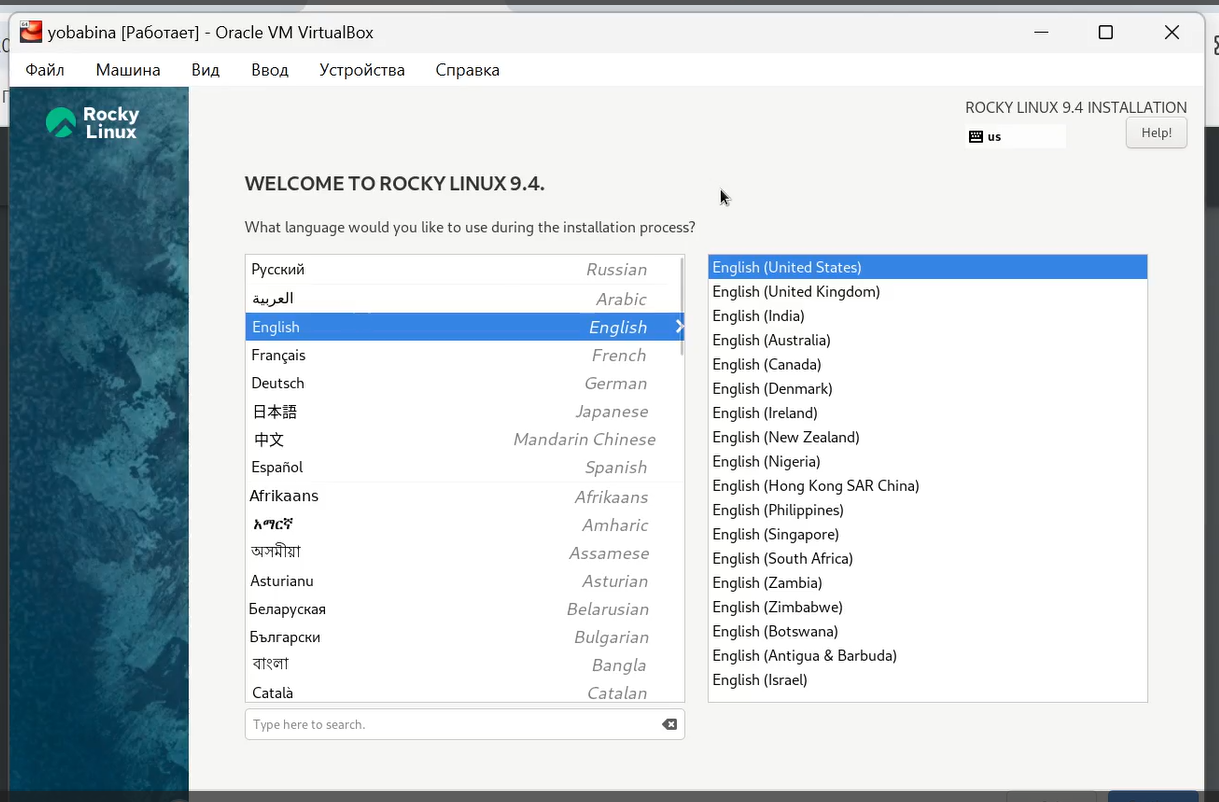 yobabina [Работает] - Oracle VM VirtualBox
Файл Машина Вид Ввод Устройства Справка
Rocky
Linux
ROCKY LINUX 9.4 INSTALLATION
us
Help!
WELCOME TO ROCKY LINUX 9.4.
What language would you like to use during the installation process?
Русский Russian
العربية Arabic
English English
Français French
Deutsch German
日本語 Japanese
中文 Mandarin Chinese
Español Spanish
Afrikaans Afrikaans
አማርኛ Amharic
অসমীয়া Assamese
Asturianu Asturian
Беларуская Belarusian
Български Bulgarian
বাংলা Bangla
Català Catalan
Type here to search.
English (United States)
English (United Kingdom)
English (India)
English (Australia)
English (Canada)
English (Denmark)
English (Ireland)
English (New Zealand)
English (Nigeria)
English (Hong Kong SAR China)
English (Philippines)
English (Singapore)
English (South Africa)
English (Zambia)
English (Zimbabwe)
English (Botswana)
English (Antigua & Barbuda)
English (Israel)